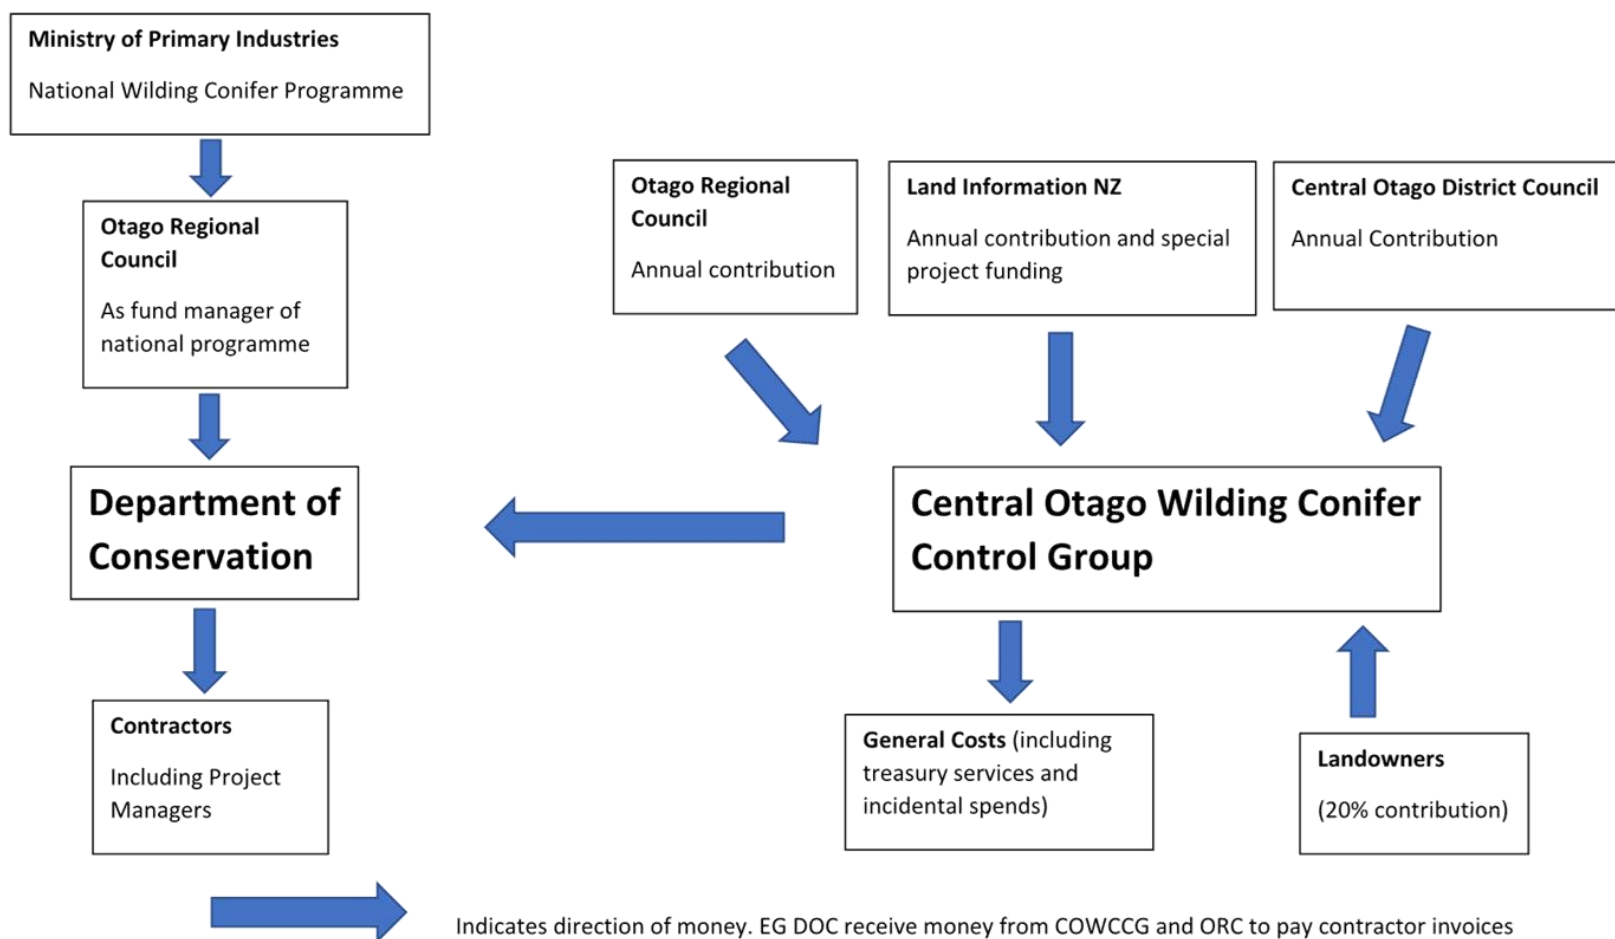 Ministry of Primary Industries
National Wilding Conifer Programme
Otago Regional
Council
As fund manager of
national programme
Otago Regional
Council
Annual contribution
Land Information NZ
Annual contribution and special
project funding
Central Otago District Council
Annual Contribution
Department of
Conservation
Central Otago Wilding Conifer
Control Group
Contractors
Including Project
Managers
General Costs (including
treasury services and
incidental spends)
Landowners
(20% contribution)
Indicates direction of money. EG DOC receive money from COWCCG and ORC to pay contractor invoices